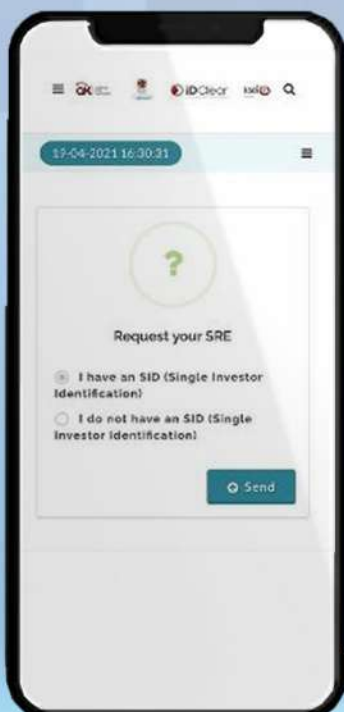 iDClear
19-04-2021 16:30:31
?
Request your SRE
I have an SID (Single Investor
Identification)
I do not have an SID (Single
Investor Identification)
Send